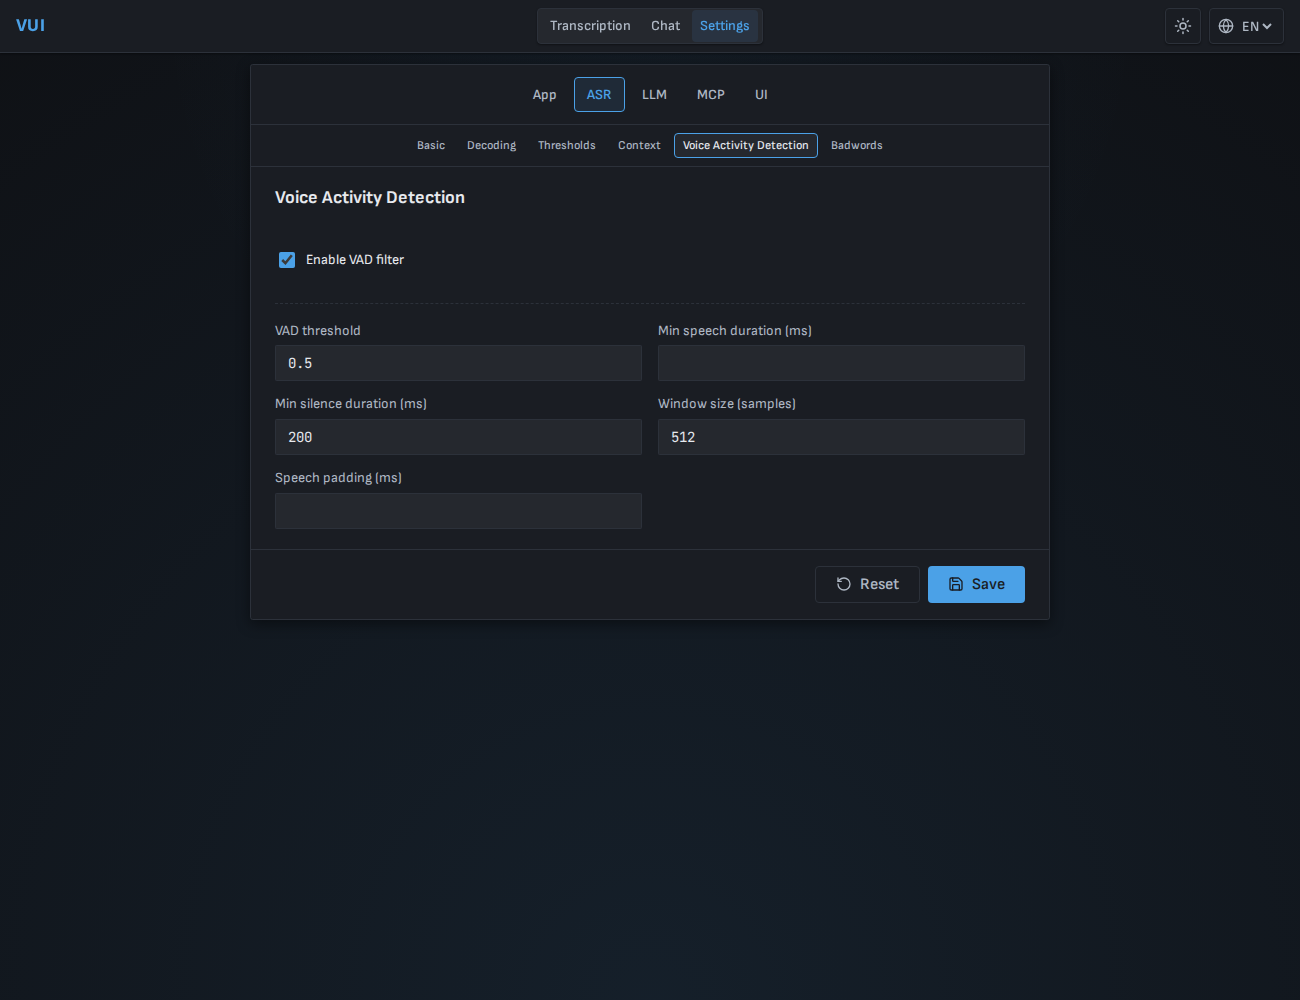 VUI
Transcription Chat Settings
EN
App ASR LLM MCP UI
Basic Decoding Thresholds Context Voice Activity Detection Badwords
Voice Activity Detection
Enable VAD filter
VAD threshold Min speech duration (ms)
0.5
Min silence duration (ms) Window size (samples)
200 512
Speech padding (ms)
Reset Save